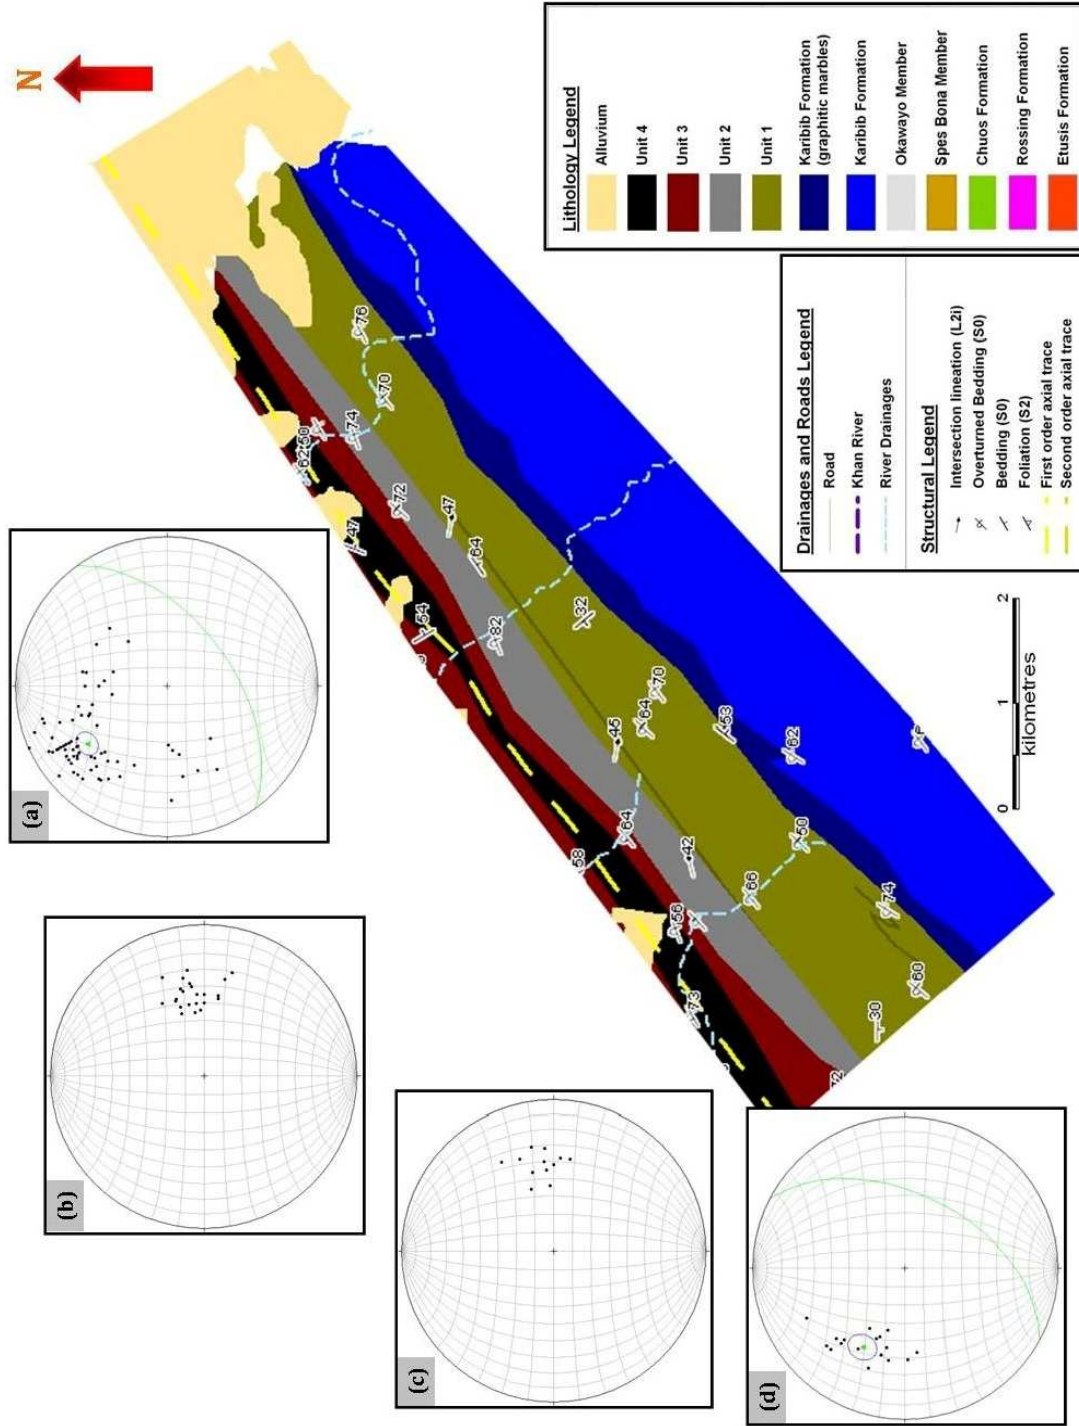 N
(a)
(b)
(c)
(d)
76
70
74
62
50
72
47
47
64
54
82
32
70
64
45
53
62
64
58
42
50
66
56
74
73
60
30
0 1 2
kilometres
Lithology Legend
Alluvium
Unit 4
Unit 3
Unit 2
Unit 1
Karibib Formation
(graphitic marbles)
Karibib Formation
Okawayo Member
Spes Bona Member
Chuos Formation
Rossing Formation
Etusis Formation
Drainages and Roads Legend
Road
Khan River
River Drainages
Structural Legend
Intersection lineation (L2i)
Overturned Bedding (S0)
Bedding (S0)
Foliation (S2)
First order axial trace
Second order axial trace